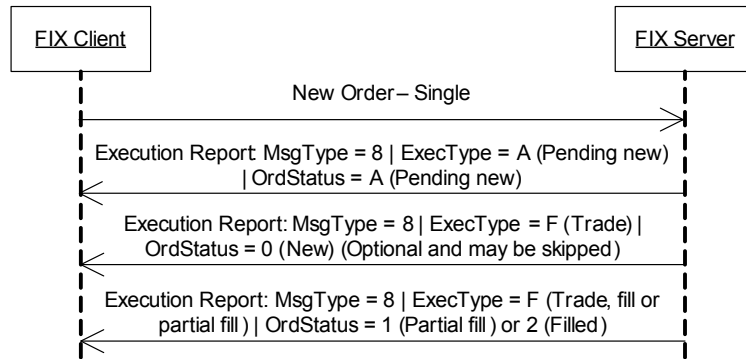 FIX Client
FIX Server
New Order – Single
Execution Report: MsgType = 8 | ExecType = A (Pending new)
| OrdStatus = A (Pending new)
Execution Report: MsgType = 8 | ExecType = F (Trade) |
OrdStatus = 0 (New) (Optional and may be skipped)
Execution Report: MsgType = 8 | ExecType = F (Trade, fill or
partial fill) | OrdStatus = 1 (Partial fill) or 2 (Filled)